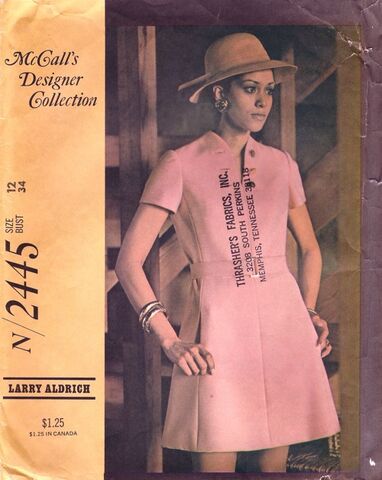 McCall's
Designer
Collection
SIZE 12
BUST 34
N/2445
LARRY ALDRICH
$1.25
$1.25 IN CANADA
THRASHER'S FABRICS, INC.
3208 SOUTH PERKINS
MEMPHIS, TENNESSEE 38118